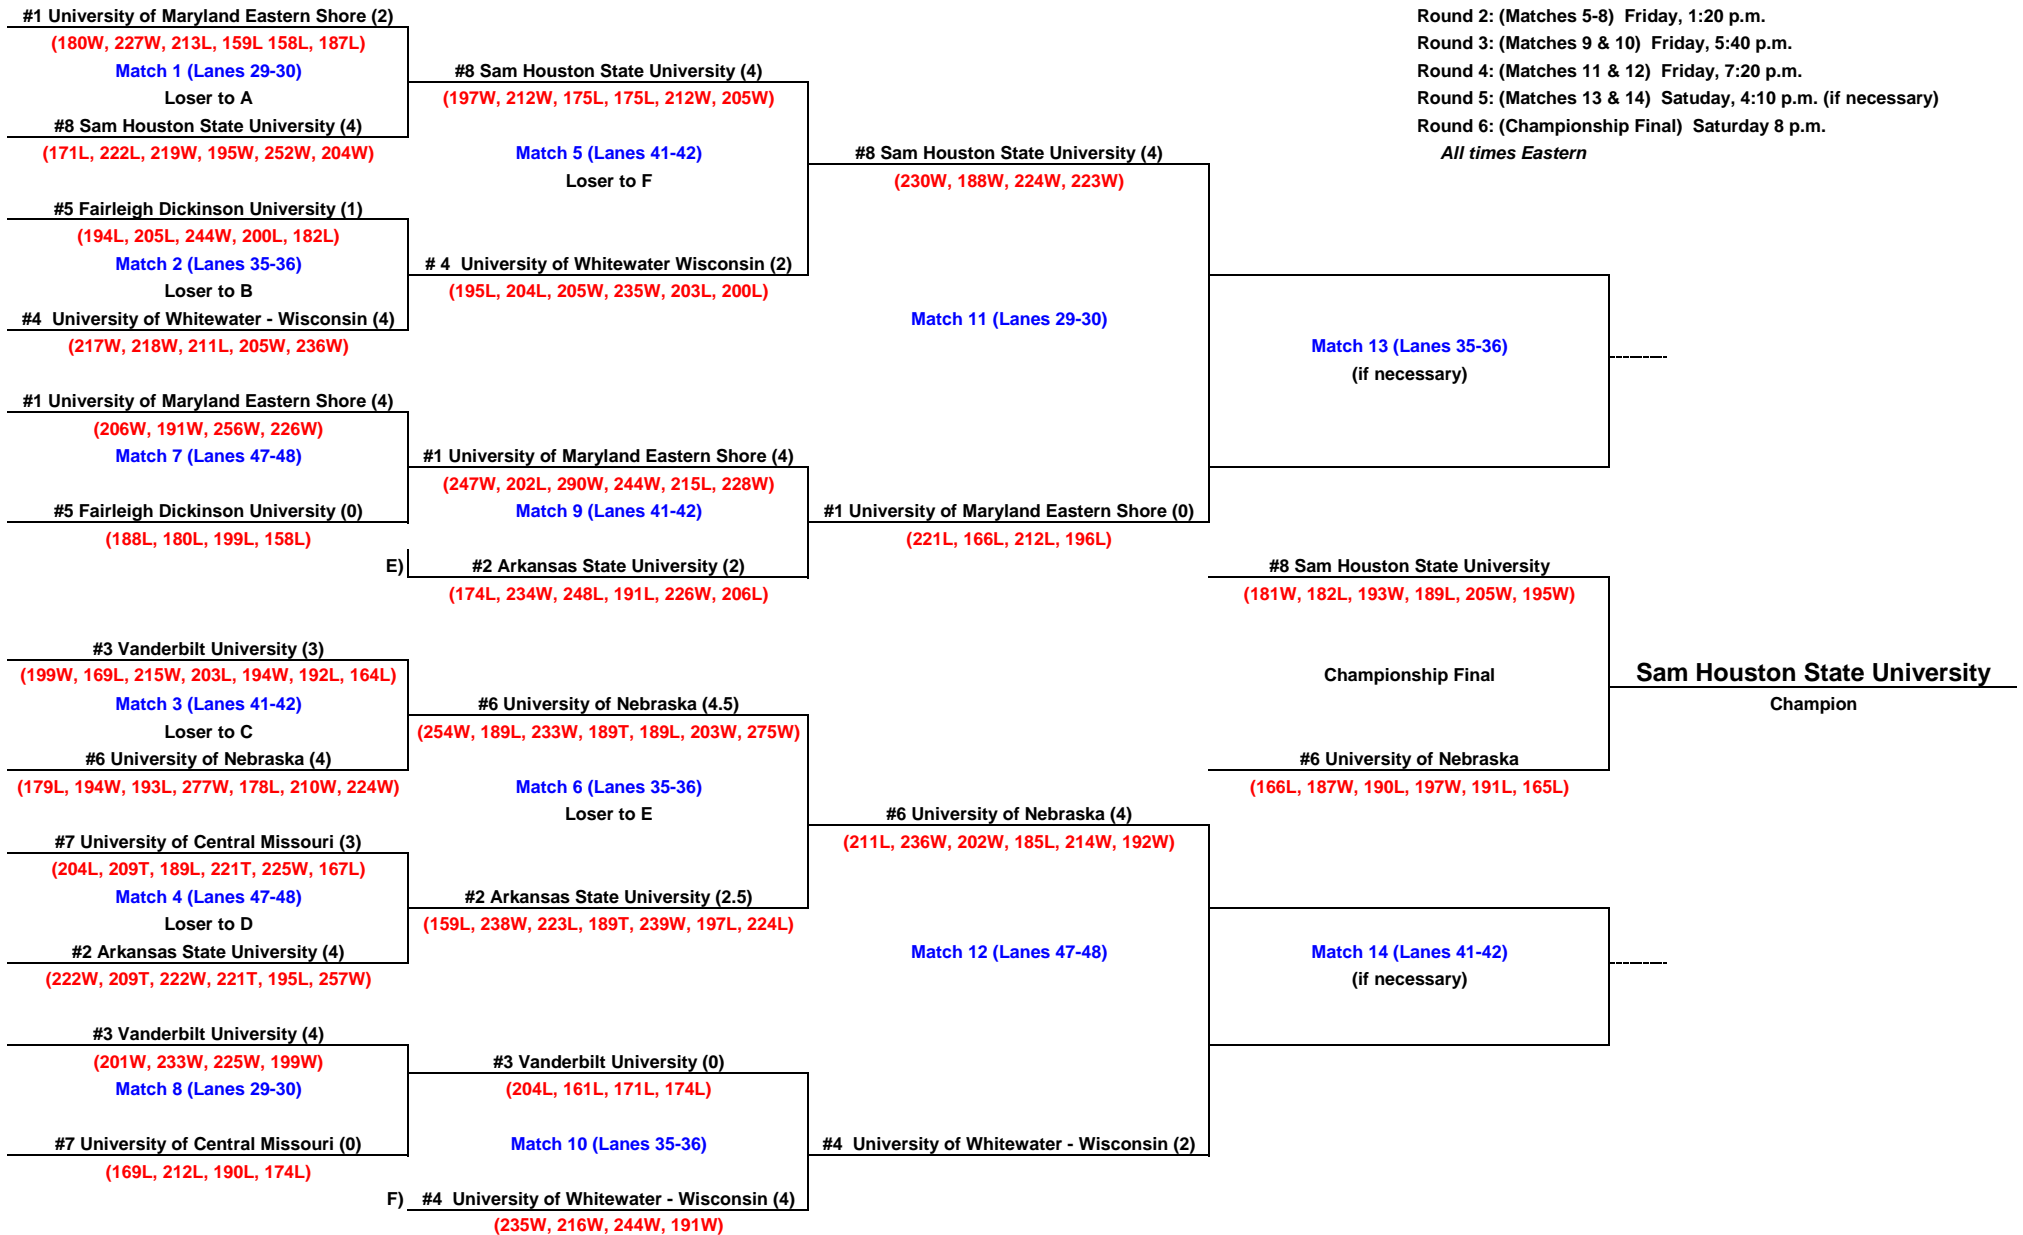 #1 University of Maryland Eastern Shore (2)
(180W, 227W, 213L, 159L 158L, 187L)
Match 1 (Lanes 29-30)
Loser to A
#8 Sam Houston State University (4)
(171L, 222L, 219W, 195W, 252W, 204W)
#5 Fairleigh Dickinson University (1)
(194L, 205L, 244W, 200L, 182L)
Match 2 (Lanes 35-36)
Loser to B
#4 University of Whitewater - Wisconsin (4)
(217W, 218W, 211L, 205W, 236W)
#1 University of Maryland Eastern Shore (4)
(206W, 191W, 256W, 226W)
Match 7 (Lanes 47-48)
#5 Fairleigh Dickinson University (0)
(188L, 180L, 199L, 158L)
#3 Vanderbilt University (3)
(199W, 169L, 215W, 203L, 194W, 192L, 164L)
Match 3 (Lanes 41-42)
Loser to C
#6 University of Nebraska (4)
(179L, 194W, 193L, 277W, 178L, 210W, 224W)
#7 University of Central Missouri (3)
(204L, 209T, 189L, 221T, 225W, 167L)
Match 4 (Lanes 47-48)
Loser to D
#2 Arkansas State University (4)
(222W, 209T, 222W, 221T, 195L, 257W)
#3 Vanderbilt University (4)
(201W, 233W, 225W, 199W)
Match 8 (Lanes 29-30)
#7 University of Central Missouri (0)
(169L, 212L, 190L, 174L)
#8 Sam Houston State University (4)
(197W, 212W, 175L, 175L, 212W, 205W)
Match 5 (Lanes 41-42)
Loser to F
# 4 University of Whitewater Wisconsin (2)
(195L, 204L, 205W, 235W, 203L, 200L)
#1 University of Maryland Eastern Shore (4)
(247W, 202L, 290W, 244W, 215L, 228W)
Match 9 (Lanes 41-42)
E) #2 Arkansas State University (2)
(174L, 234W, 248L, 191L, 226W, 206L)
#6 University of Nebraska (4.5)
(254W, 189L, 233W, 189T, 189L, 203W, 275W)
Match 6 (Lanes 35-36)
Loser to E
#2 Arkansas State University (2.5)
(159L, 238W, 223L, 189T, 239W, 197L, 224L)
#3 Vanderbilt University (0)
(204L, 161L, 171L, 174L)
Match 10 (Lanes 35-36)
F) #4 University of Whitewater - Wisconsin (4)
(235W, 216W, 244W, 191W)
#8 Sam Houston State University (4)
(230W, 188W, 224W, 223W)
Match 11 (Lanes 29-30)
#1 University of Maryland Eastern Shore (0)
(221L, 166L, 212L, 196L)
#6 University of Nebraska (4)
(211L, 236W, 202W, 185L, 214W, 192W)
Match 12 (Lanes 47-48)
#4 University of Whitewater - Wisconsin (2)
Round 2: (Matches 5-8) Friday, 1:20 p.m.
Round 3: (Matches 9 & 10) Friday, 5:40 p.m.
Round 4: (Matches 11 & 12) Friday, 7:20 p.m.
Round 5: (Matches 13 & 14) Satuday, 4:10 p.m. (if necessary)
Round 6: (Championship Final) Saturday 8 p.m.
All times Eastern
Match 13 (Lanes 35-36)
(if necessary)
#8 Sam Houston State University
(181W, 182L, 193W, 189L, 205W, 195W)
Championship Final
#6 University of Nebraska
(166L, 187W, 190L, 197W, 191L, 165L)
Match 14 (Lanes 41-42)
(if necessary)
Sam Houston State University
Champion